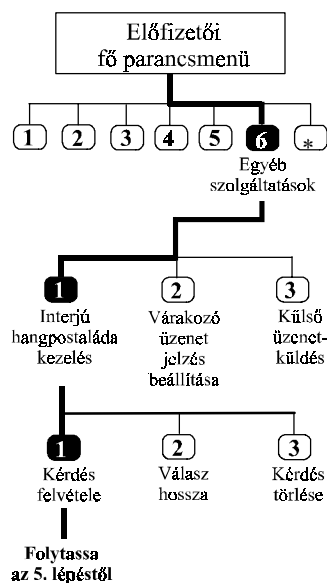 Előfizetői
fő parancsmenü
1 2 3 4 5 6 *
Egyéb
szolgáltatások
1 2 3
Interjú
hangpostaláda
kezelés
Várakozó
üzenet
jelzés
beállítása
Külső
üzenet-
küldés
1 2 3
Kérdés
felvétele
Válasz
hossza
Kérdés
törlése
Folytassa
az 5. lépéstől